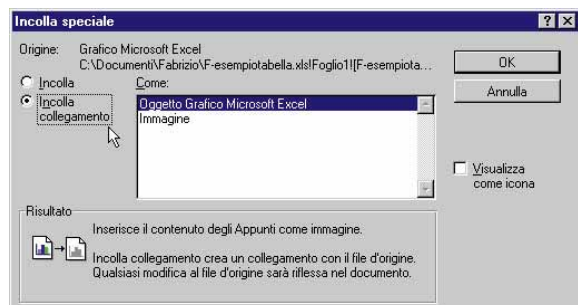 Incolla speciale
Origine: Grafico Microsoft Excel
C:\Documenti\Fabrizio\F-esempiotabella.xls!Foglio1![F-esempiota...
OK
Annulla
Incolla
Incolla collegamento
Come:
Oggetto Grafico Microsoft Excel
Immagine
Visualizza
come icona
Risultato
Inserisce il contenuto degli Appunti come immagine.
Incolla collegamento crea un collegamento con il file d'origine.
Qualsiasi modifica al file d'origine sarà riflessa nel documento.